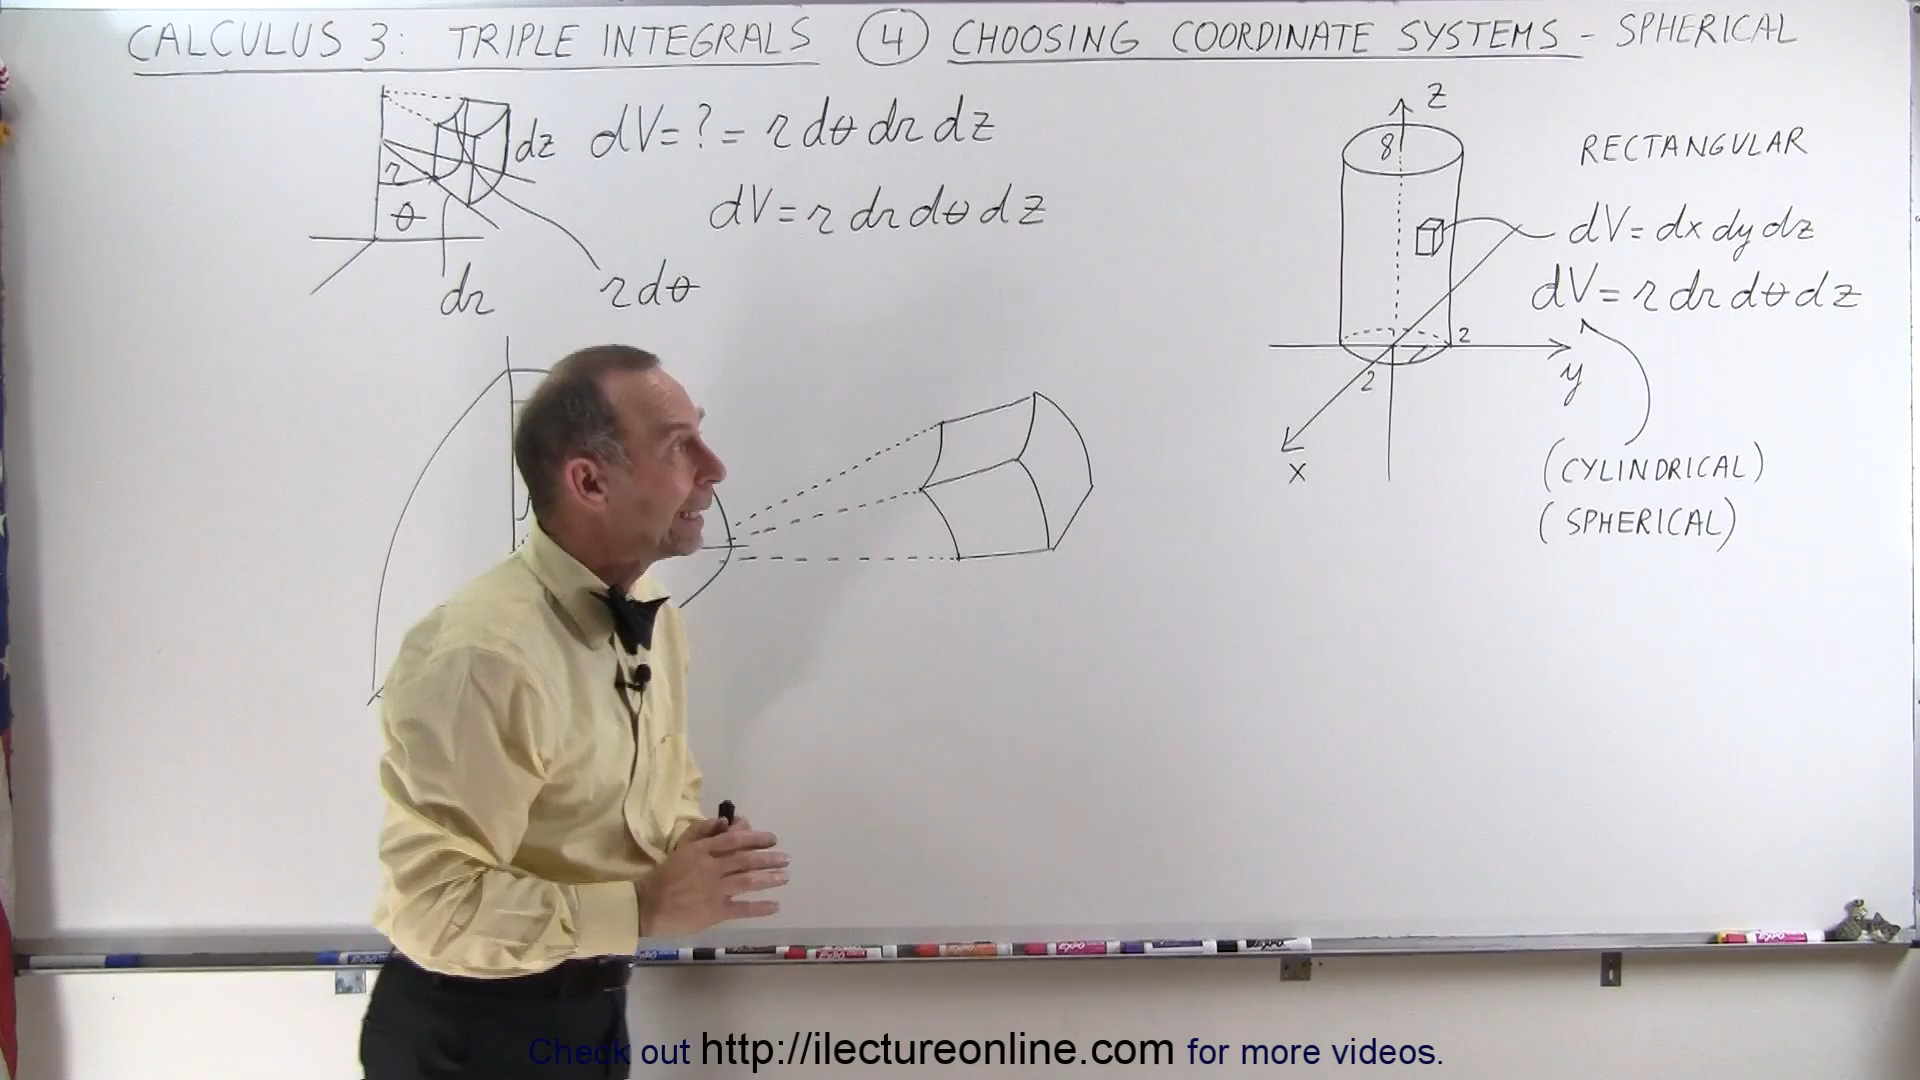 CALCULUS 3: TRIPLE INTEGRALS ④ CHOOSING COORDINATE SYSTEMS - SPHERICAL
dz dV = ? = r dθ dr dz
r
θ
dV = r dr dθ dz
dr
r dθ
z
8
RECTANGULAR
dV = dx dy dz
dV = r dr dθ dz
2
2
y
x
(CYLINDRICAL)
(SPHERICAL)
EXPO
EXPO
Check out http://ilectureonline.com for more videos.